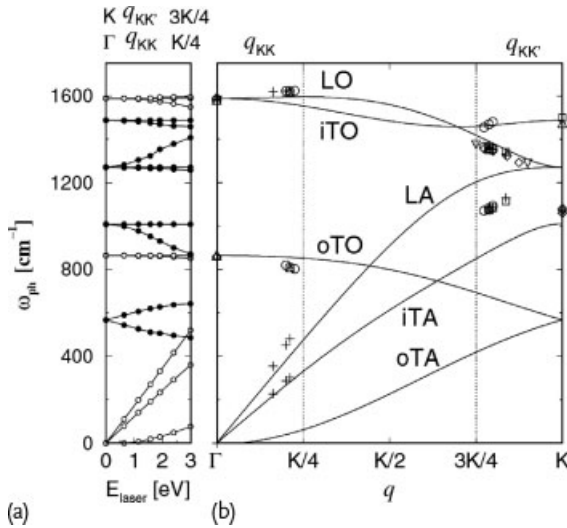 K q_KK' 3K/4
Γ q_KK K/4
q_KK
q_KK'
1600
1200
800
400
0
ω_ph [cm⁻¹]
LO
iTO
LA
oTO
iTA
oTA
0 1 2 3
E_laser [eV]
Γ K/4 K/2 3K/4 K
q
(a)
(b)